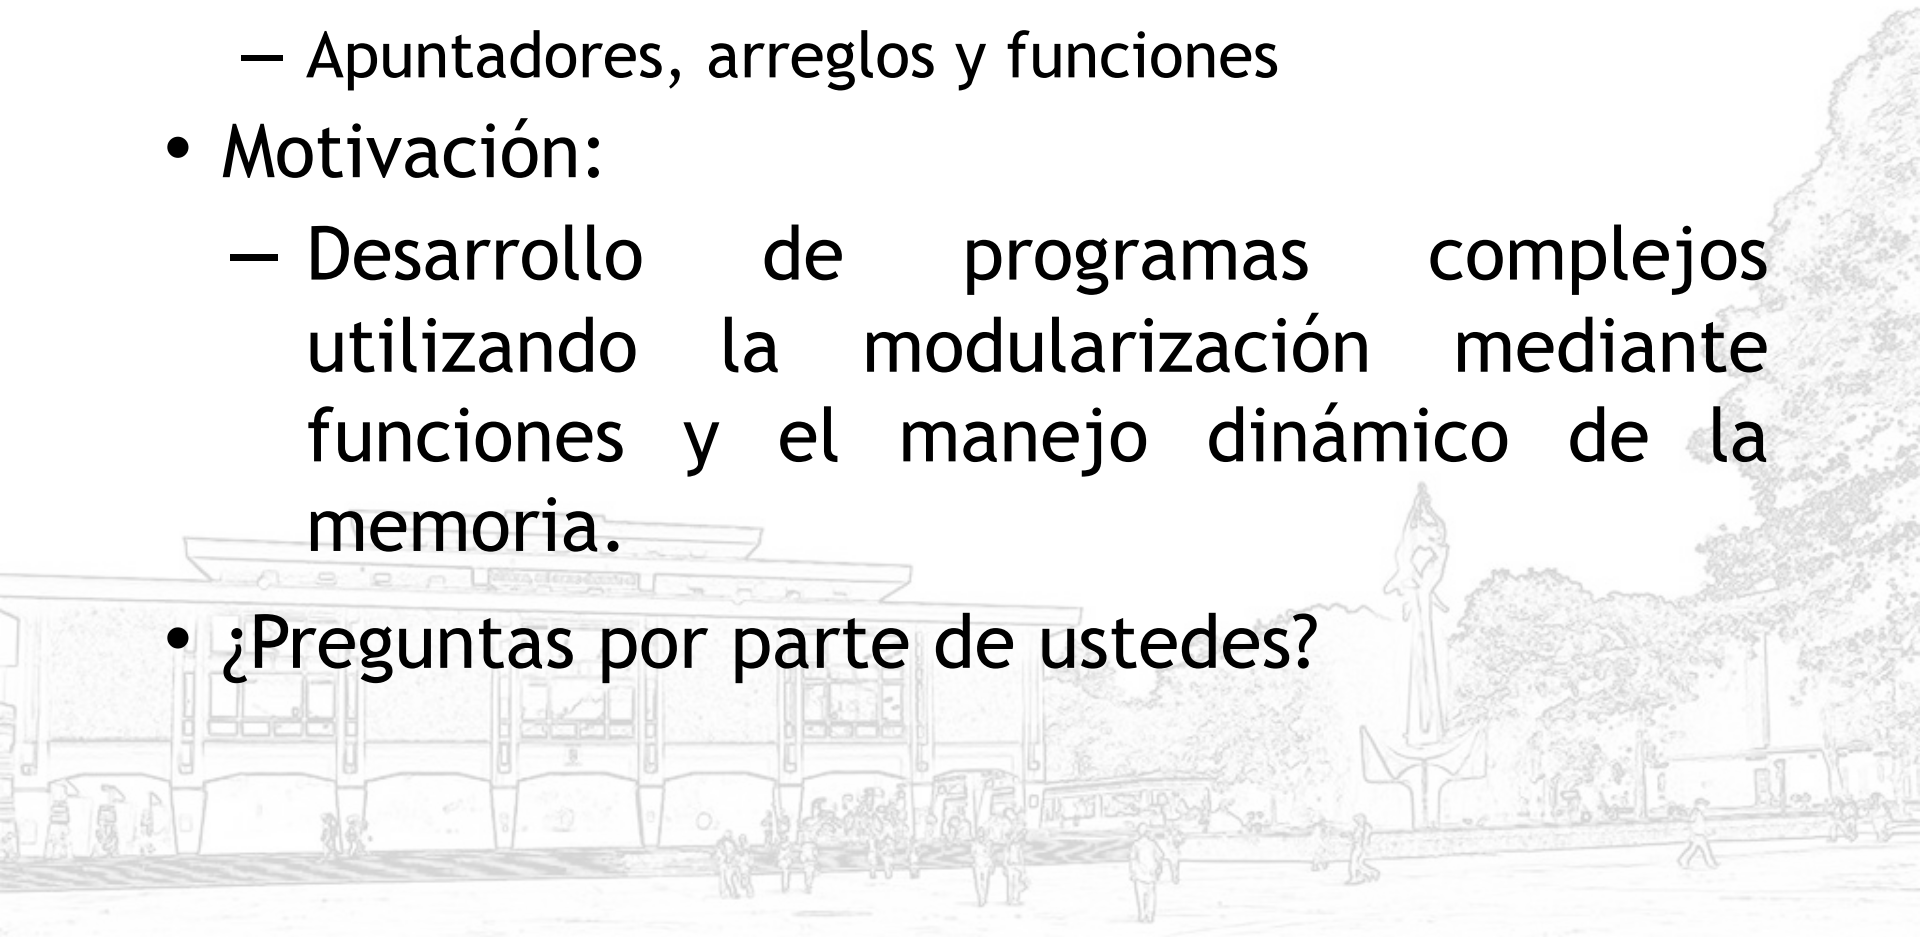 – Apuntadores, arreglos y funciones
• Motivación:
– Desarrollo de programas complejos
utilizando la modularización mediante
funciones y el manejo dinámico de la
memoria.
• ¿Preguntas por parte de ustedes?